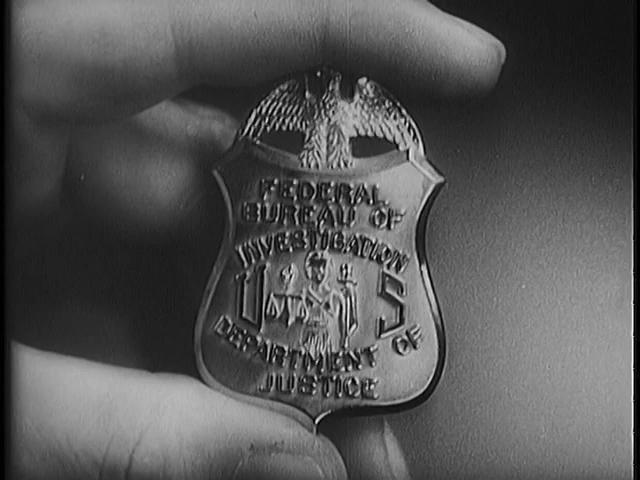 FEDERAL
BUREAU OF
INVESTIGATION
U S
DEPARTMENT OF
JUSTICE